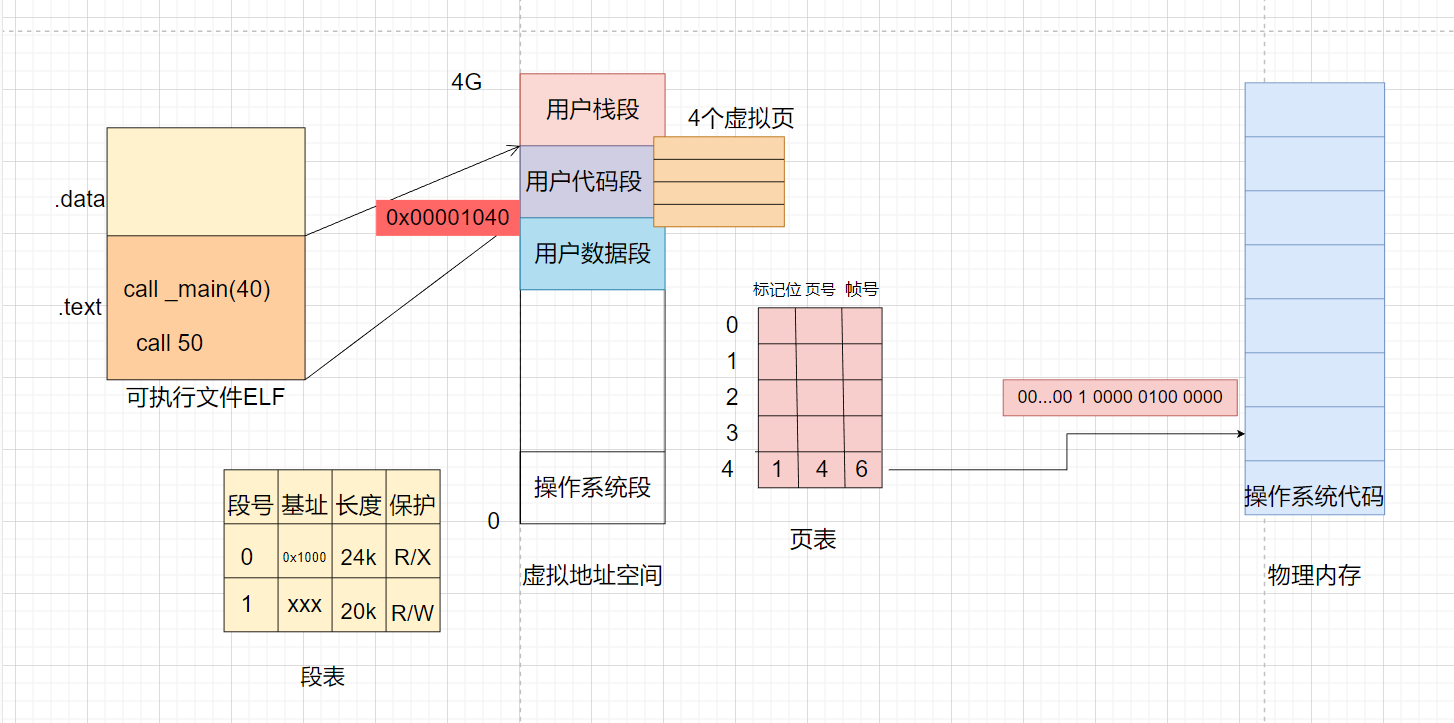 4G
用户栈段
4个虚拟页
.data
用户代码段
0x00001040
用户数据段
call _main(40)
.text
call 50
可执行文件ELF
标记位 页号 帧号
0
1
2
3
4 1 4 6
00...00 1 0000 0100 0000
操作系统段
操作系统代码
0
页表
虚拟地址空间
物理内存
段号 基址 长度 保护
0 0x1000 24k R/X
1 xxx 20k R/W
段表